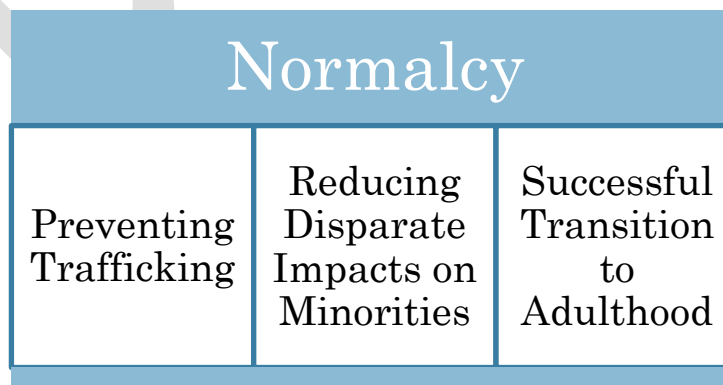 Normalcy
Preventing
Trafficking
Reducing
Disparate
Impacts on
Minorities
Successful
Transition
to
Adulthood